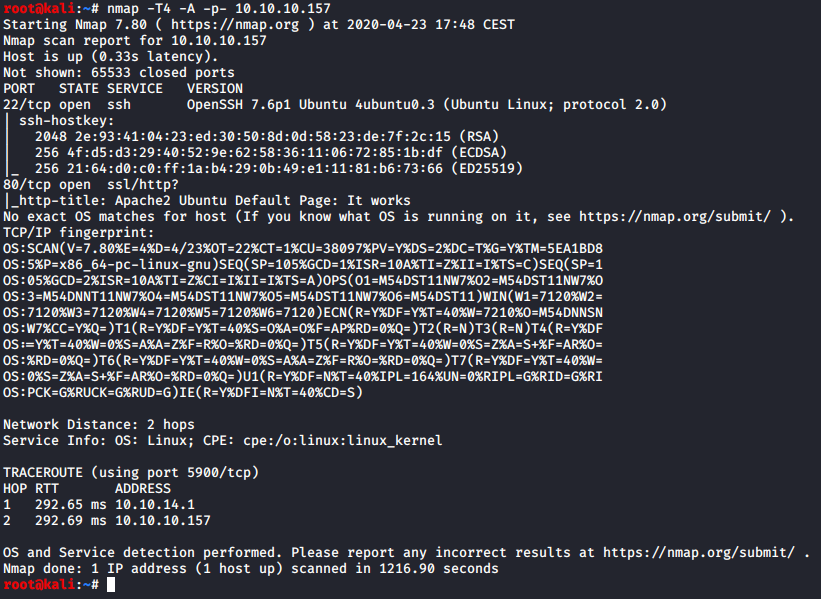 root@kali:~# nmap -T4 -A -p- 10.10.10.157
Starting Nmap 7.80 ( https://nmap.org ) at 2020-04-23 17:48 CEST
Nmap scan report for 10.10.10.157
Host is up (0.33s latency).
Not shown: 65533 closed ports
PORT   STATE SERVICE   VERSION
22/tcp open  ssh       OpenSSH 7.6p1 Ubuntu 4ubuntu0.3 (Ubuntu Linux; protocol 2.0)
| ssh-hostkey:
|   2048 2e:93:41:04:23:ed:30:50:8d:0d:58:23:de:7f:2c:15 (RSA)
|   256 4f:d5:d3:29:40:52:9e:62:58:36:11:06:72:85:1b:df (ECDSA)
|_  256 21:64:d0:c0:ff:1a:b4:29:0b:49:e1:11:81:b6:73:66 (ED25519)
80/tcp open  ssl/http?
|_http-title: Apache2 Ubuntu Default Page: It works
No exact OS matches for host (If you know what OS is running on it, see https://nmap.org/submit/ ).
TCP/IP fingerprint:
OS:SCAN(V=7.80%E=4%D=4/23%OT=22%CT=1%CU=38097%PV=Y%DS=2%DC=T%G=Y%TM=5EA1BD8
OS:5%P=x86_64-pc-linux-gnu)SEQ(SP=105%GCD=1%ISR=10A%TI=Z%II=I%TS=C)SEQ(SP=1
OS:05%GCD=2%ISR=10A%TI=Z%CI=I%II=I%TS=A)OPS(O1=M54DST11NW7%O2=M54DST11NW7%O
OS:3=M54DNNT11NW7%O4=M54DST11NW7%O5=M54DST11NW7%O6=M54DST11)WIN(W1=7120%W2=
OS:7120%W3=7120%W4=7120%W5=7120%W6=7120)ECN(R=Y%DF=Y%T=40%W=7210%O=M54DNNSN
OS:W7%CC=Y%Q=)T1(R=Y%DF=Y%T=40%S=O%A=O%F=AP%RD=0%Q=)T2(R=N)T3(R=N)T4(R=Y%DF
OS:=Y%T=40%W=0%S=A%A=Z%F=R%O=%RD=0%Q=)T5(R=Y%DF=Y%T=40%W=0%S=Z%A=S+%F=AR%O=
OS:%RD=0%Q=)T6(R=Y%DF=Y%T=40%W=0%S=A%A=Z%F=R%O=%RD=0%Q=)T7(R=Y%DF=Y%T=40%W=
OS:0%S=Z%A=S+%F=AR%O=%RD=0%Q=)U1(R=Y%DF=N%T=40%IPL=164%UN=0%RIPL=G%RID=G%RI
OS:PCK=G%RUCK=G%RUD=G)IE(R=Y%DFI=N%T=40%CD=S)
Network Distance: 2 hops
Service Info: OS: Linux; CPE: cpe:/o:linux:linux_kernel
TRACEROUTE (using port 5900/tcp)
HOP RTT       ADDRESS
1   292.65 ms 10.10.14.1
2   292.69 ms 10.10.10.157
OS and Service detection performed. Please report any incorrect results at https://nmap.org/submit/ .
Nmap done: 1 IP address (1 host up) scanned in 1216.90 seconds
root@kali:~#